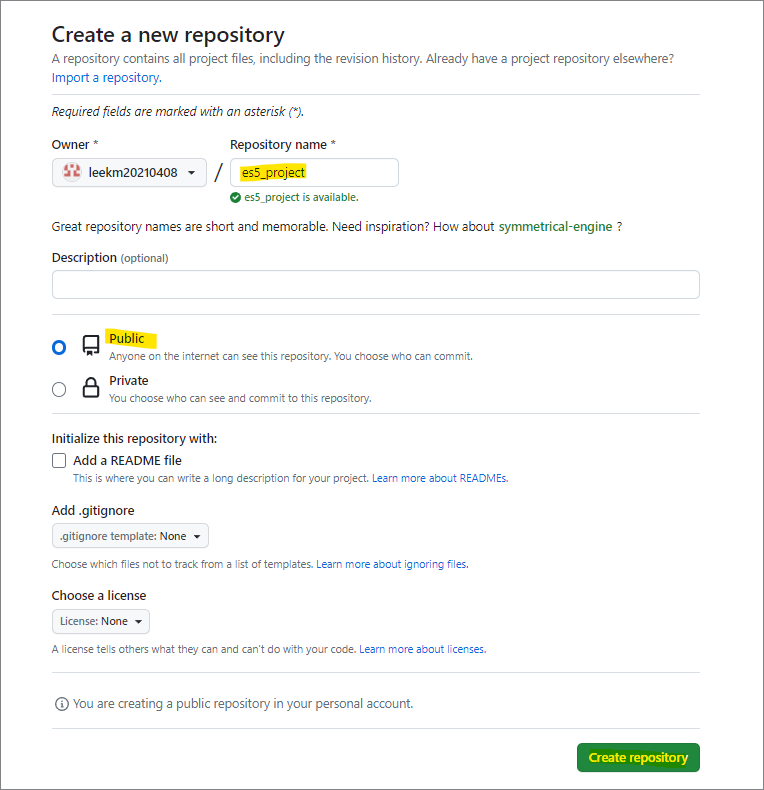 Create a new repository
A repository contains all project files, including the revision history. Already have a project repository elsewhere?
Import a repository.
Required fields are marked with an asterisk (*).
Owner * Repository name *
leekm20210408 / es5_project
es5_project is available.
Great repository names are short and memorable. Need inspiration? How about symmetrical-engine ?
Description (optional)
Public
Anyone on the internet can see this repository. You choose who can commit.
Private
You choose who can see and commit to this repository.
Initialize this repository with:
Add a README file
This is where you can write a long description for your project. Learn more about READMEs.
Add .gitignore
.gitignore template: None
Choose which files not to track from a list of templates. Learn more about ignoring files.
Choose a license
License: None
A license tells others what they can and can't do with your code. Learn more about licenses.
You are creating a public repository in your personal account.
Create repository